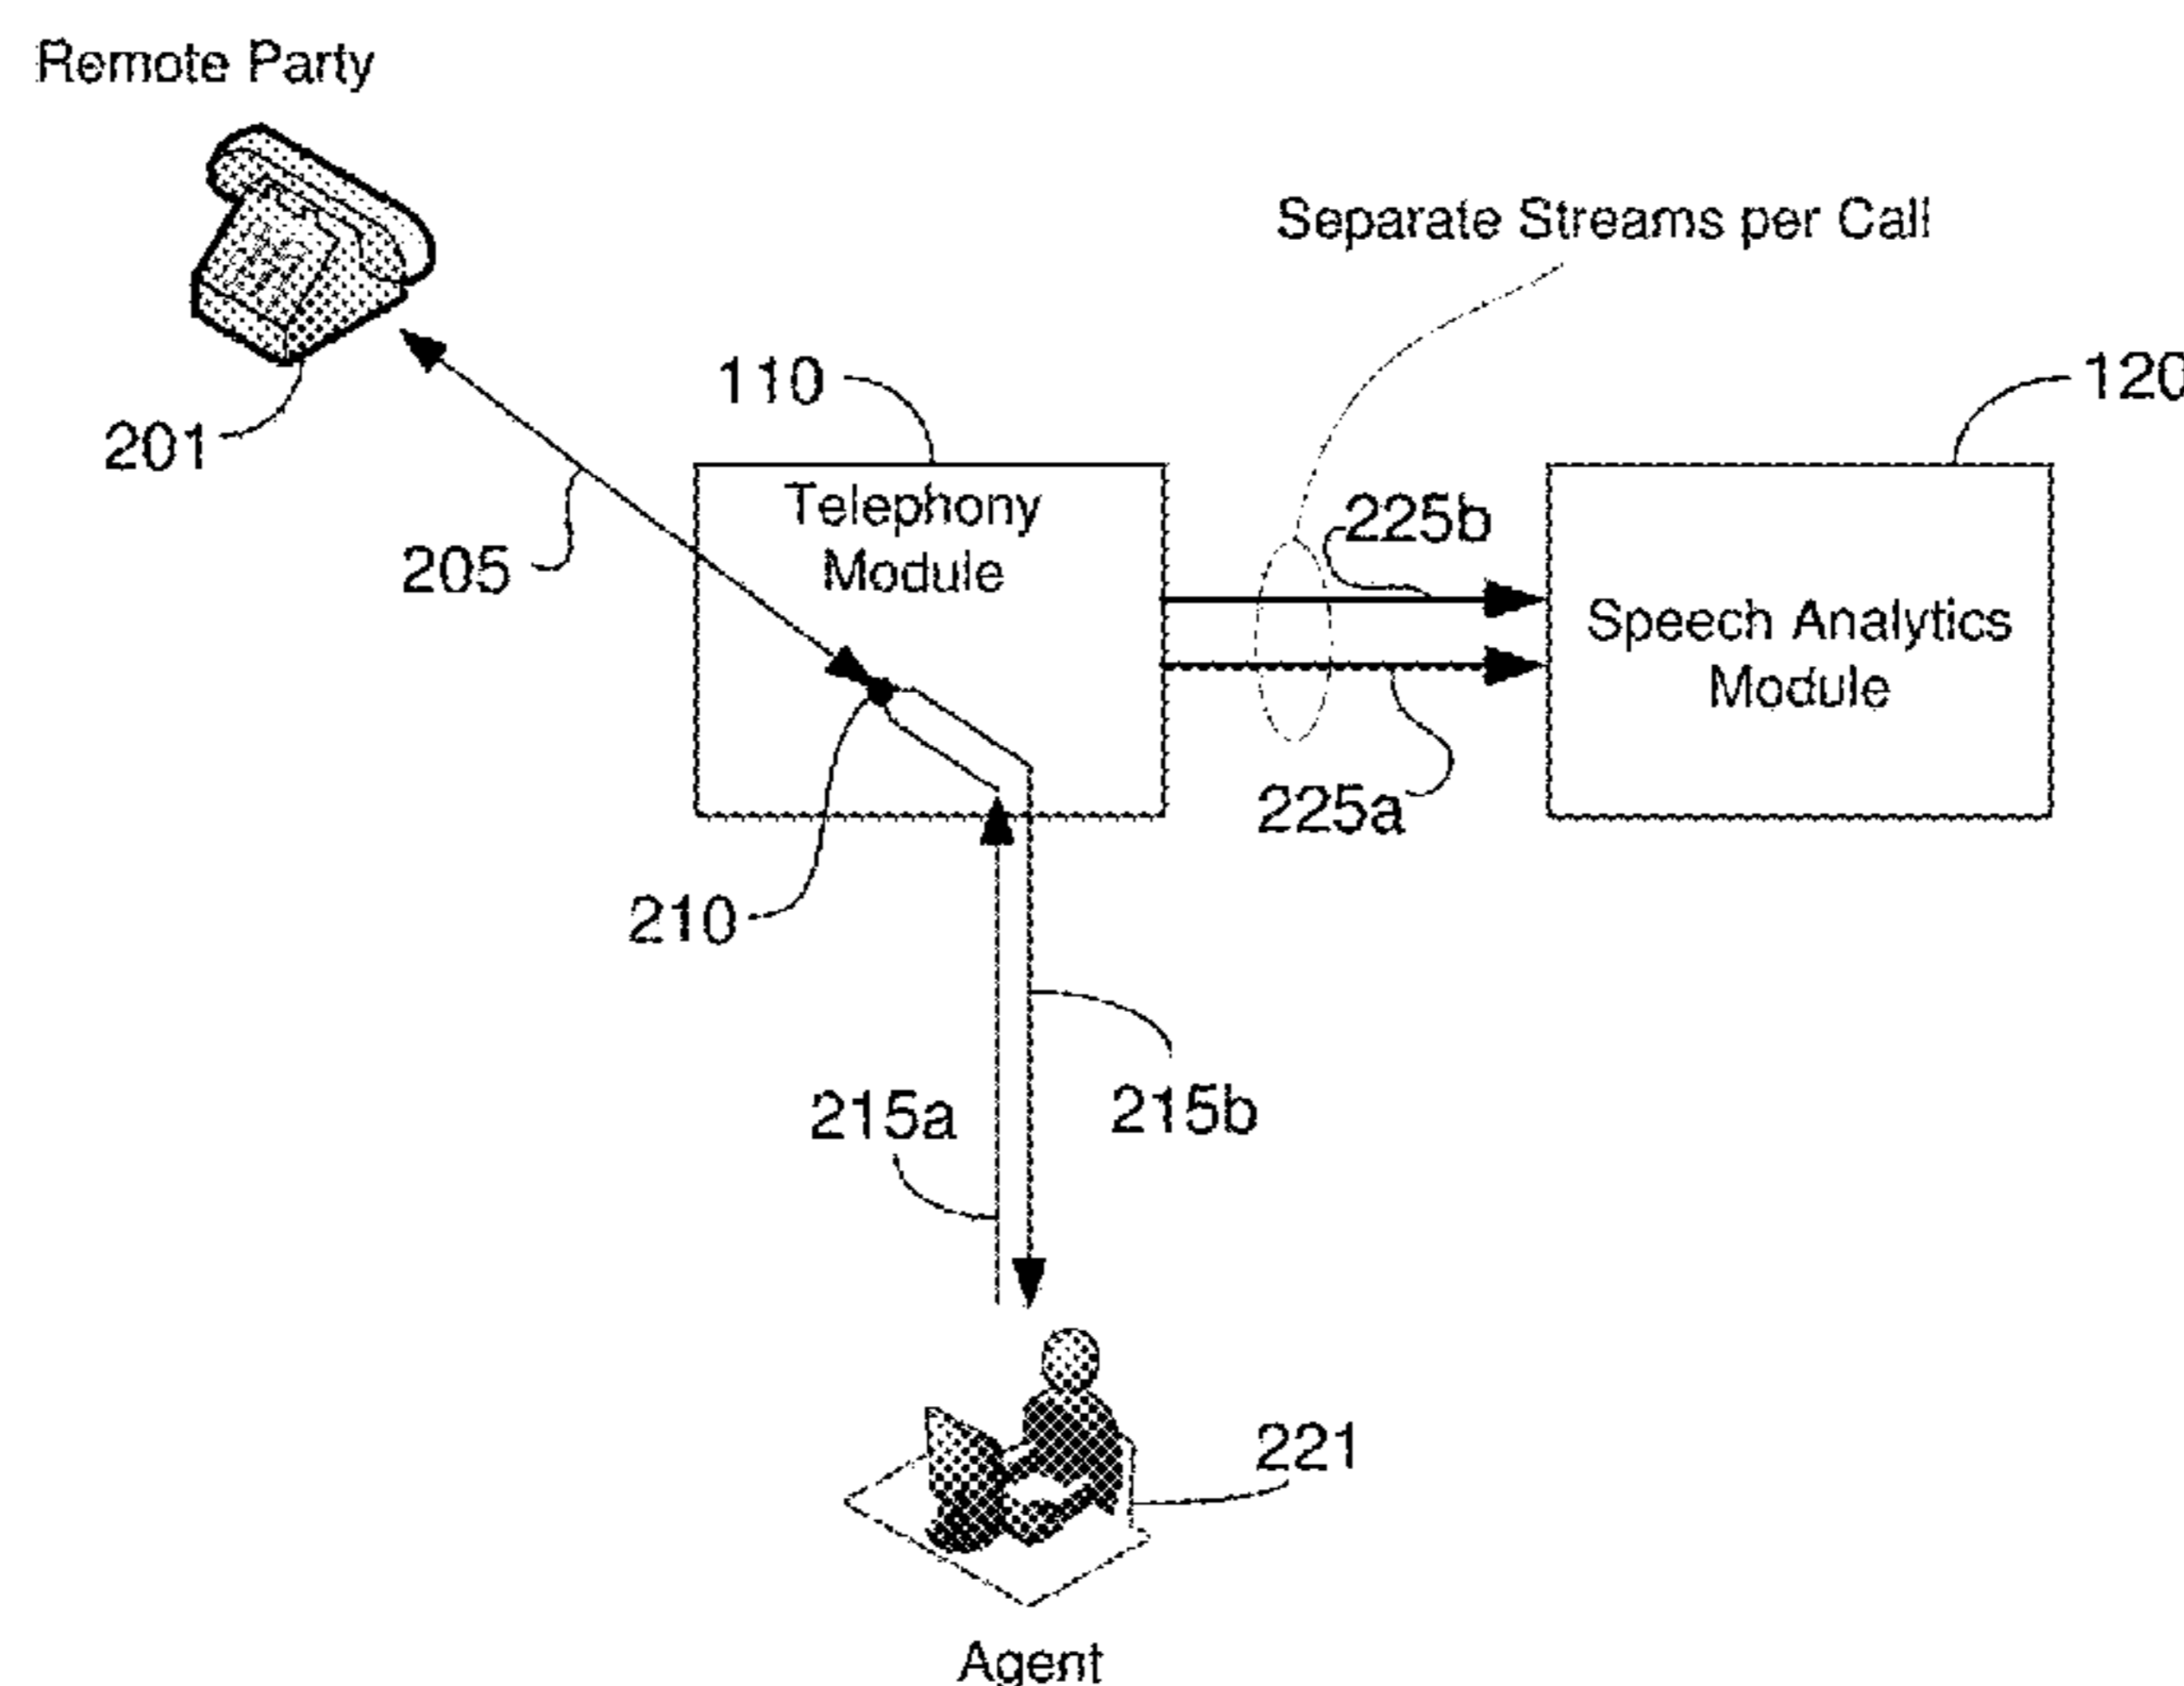 Remote Party
Separate Streams per Call
110
120
201
Telephony
Module
225b
205
Speech Analytics
Module
225a
210
215a
215b
221
Agent